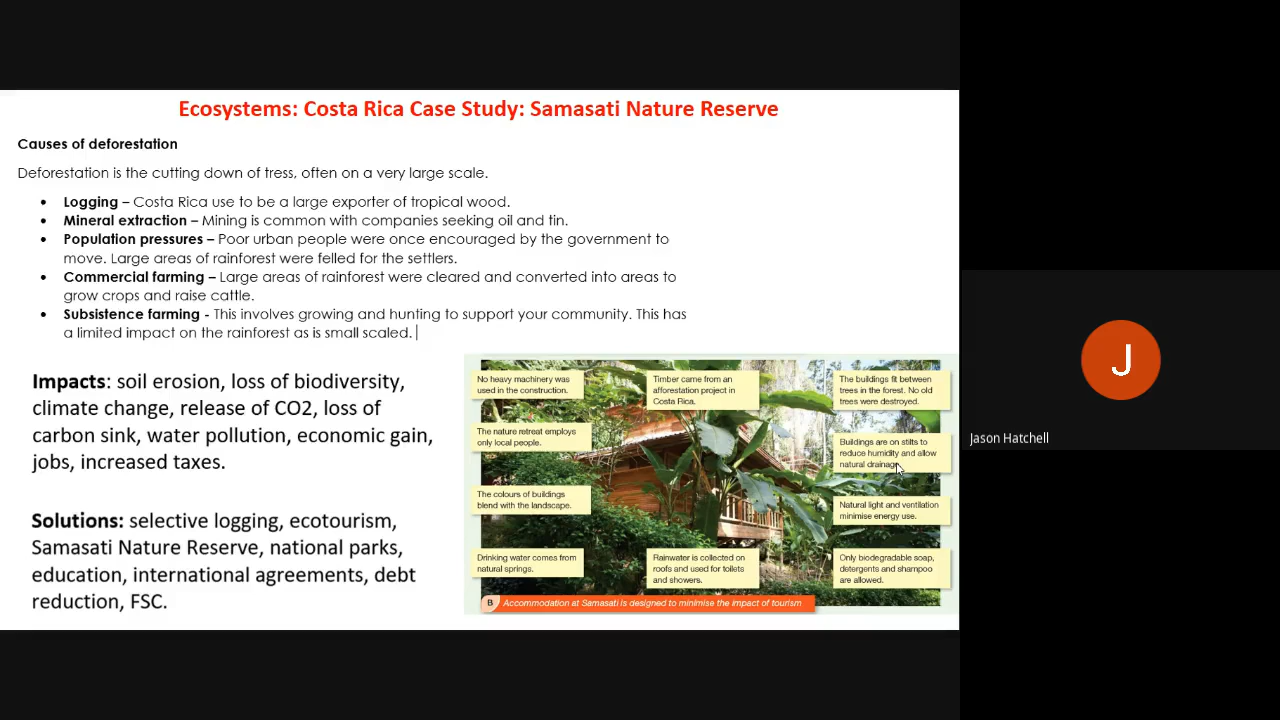 Ecosystems: Costa Rica Case Study: Samasati Nature Reserve
Causes of deforestation
Deforestation is the cutting down of tress, often on a very large scale.
• Logging – Costa Rica use to be a large exporter of tropical wood.
• Mineral extraction – Mining is common with companies seeking oil and tin.
• Population pressures – Poor urban people were once encouraged by the government to
move. Large areas of rainforest were felled for the settlers.
• Commercial farming – Large areas of rainforest were cleared and converted into areas to
grow crops and raise cattle.
• Subsistence farming - This involves growing and hunting to support your community. This has
a limited impact on the rainforest as is small scaled.
Impacts: soil erosion, loss of biodiversity,
climate change, release of CO2, loss of
carbon sink, water pollution, economic gain,
jobs, increased taxes.
Solutions: selective logging, ecotourism,
Samasati Nature Reserve, national parks,
education, international agreements, debt
reduction, FSC.
No heavy machinery was
used in the construction.
Timber came from an
afforestation project in
Costa Rica.
The buildings fit between
trees in the forest. No old
trees were destroyed.
The nature retreat employs
only local people.
Buildings are on stilts to
reduce humidity and allow
natural drainage.
The colours of buildings
blend with the landscape.
Natural light and ventilation
minimise energy use.
Drinking water comes from
natural springs.
Rainwater is collected on
roofs and used for toilets
and showers.
Only biodegradable soap,
detergents and shampoo
are allowed.
B Accommodation at Samasati is designed to minimise the impact of tourism
J
Jason Hatchell